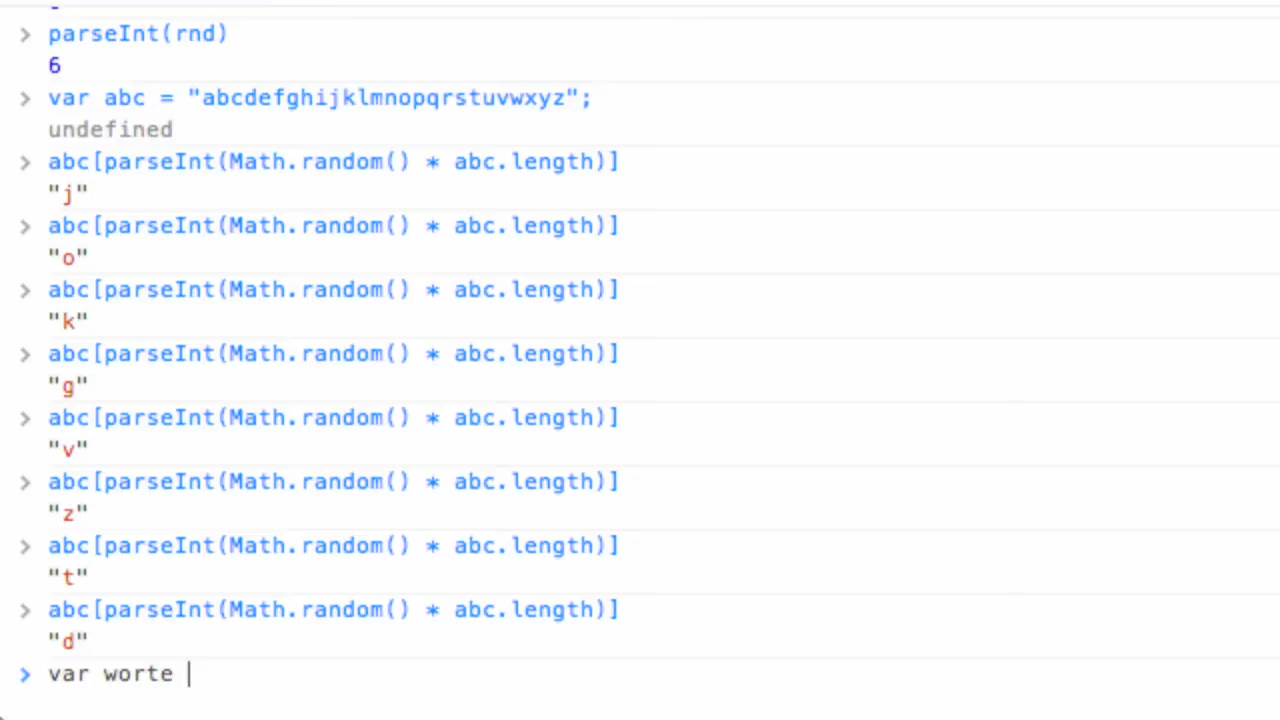 > parseInt(rnd)
6
> var abc = "abcdefghijklmnopqrstuvwxyz";
undefined
> abc[parseInt(Math.random() * abc.length)]
"j"
> abc[parseInt(Math.random() * abc.length)]
"o"
> abc[parseInt(Math.random() * abc.length)]
"k"
> abc[parseInt(Math.random() * abc.length)]
"g"
> abc[parseInt(Math.random() * abc.length)]
"v"
> abc[parseInt(Math.random() * abc.length)]
"z"
> abc[parseInt(Math.random() * abc.length)]
"t"
> abc[parseInt(Math.random() * abc.length)]
"d"
> var worte